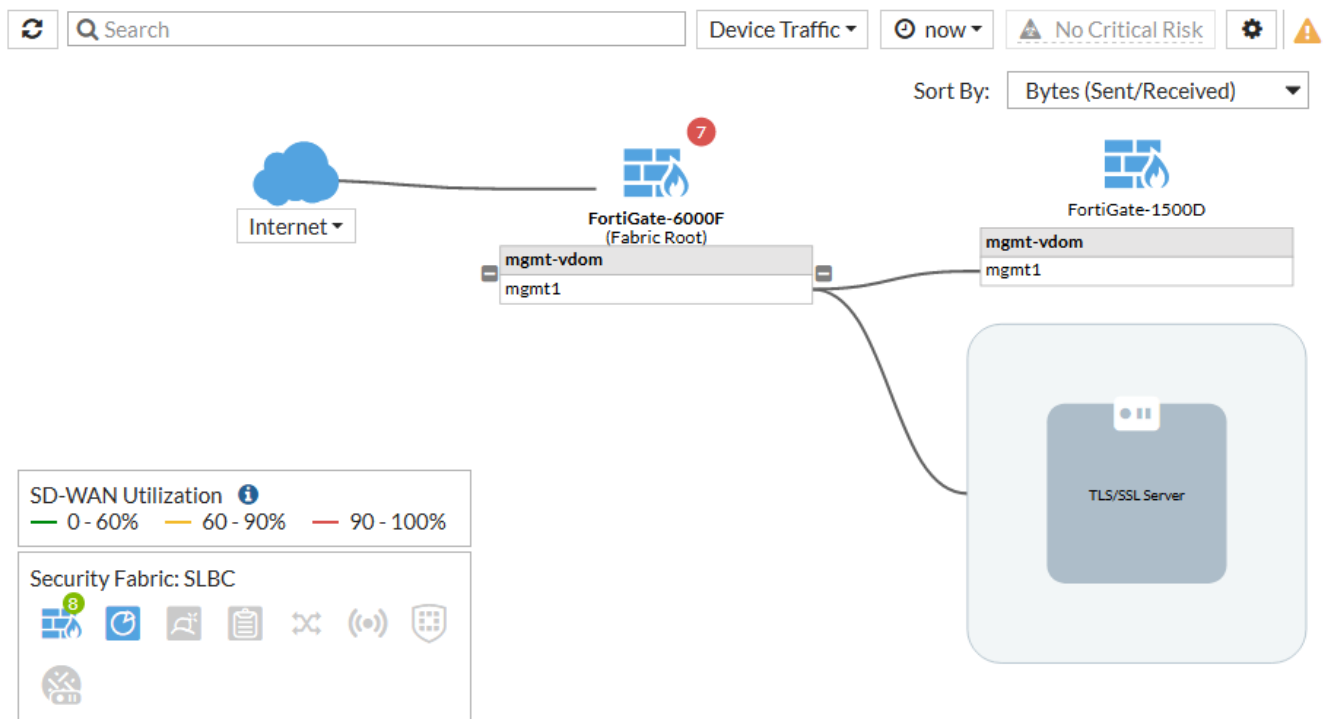 Search
Device Traffic
now
No Critical Risk
Sort By:
Bytes (Sent/Received)
7
Internet
FortiGate-6000F
(Fabric Root)
mgmt-vdom
mgmt1
FortiGate-1500D
mgmt-vdom
mgmt1
TLS/SSL Server
SD-WAN Utilization
0 - 60% 60 - 90% 90 - 100%
Security Fabric: SLBC
8